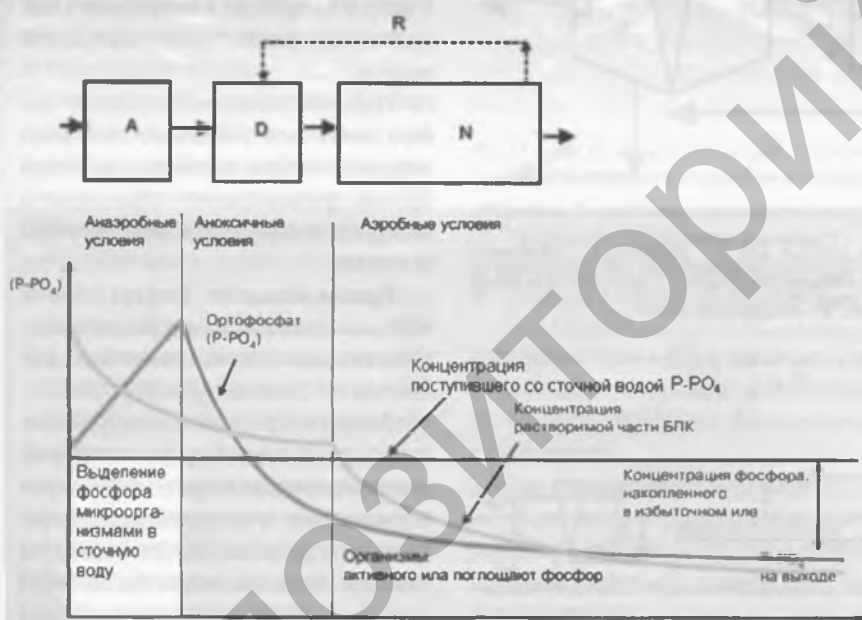 R
A
D
N
Анаэробные
условия
Аноксичные
условия
Аэробные условия
(P-PO₄)
Ортофосфат
(P-PO₄)
Концентрация
поступившего со сточной водой P-PO₄
Концентрация
растворимой части БПК
Выделение
фосфора
микроорга-
низмами в
сточную
воду
Концентрация фосфора,
накопленного
в избыточном иле
Организмы
активного ила поглощают фосфор
на выходе